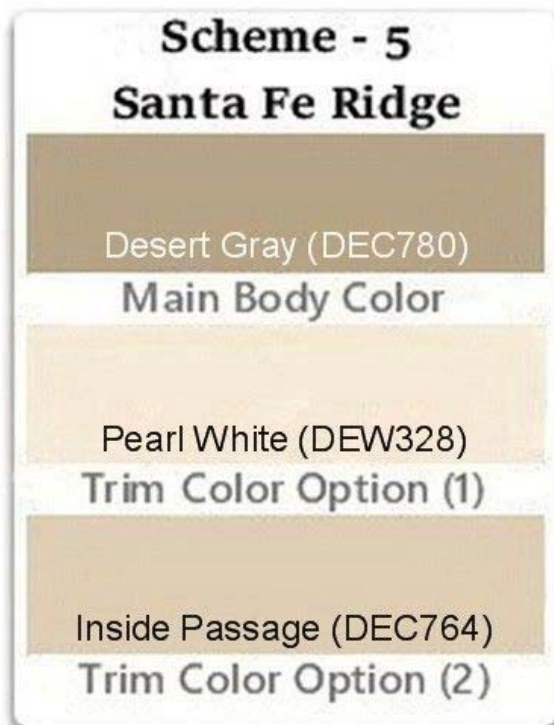 Scheme - 5
Santa Fe Ridge
Desert Gray (DEC780)
Main Body Color
Pearl White (DEW328)
Trim Color Option (1)
Inside Passage (DEC764)
Trim Color Option (2)